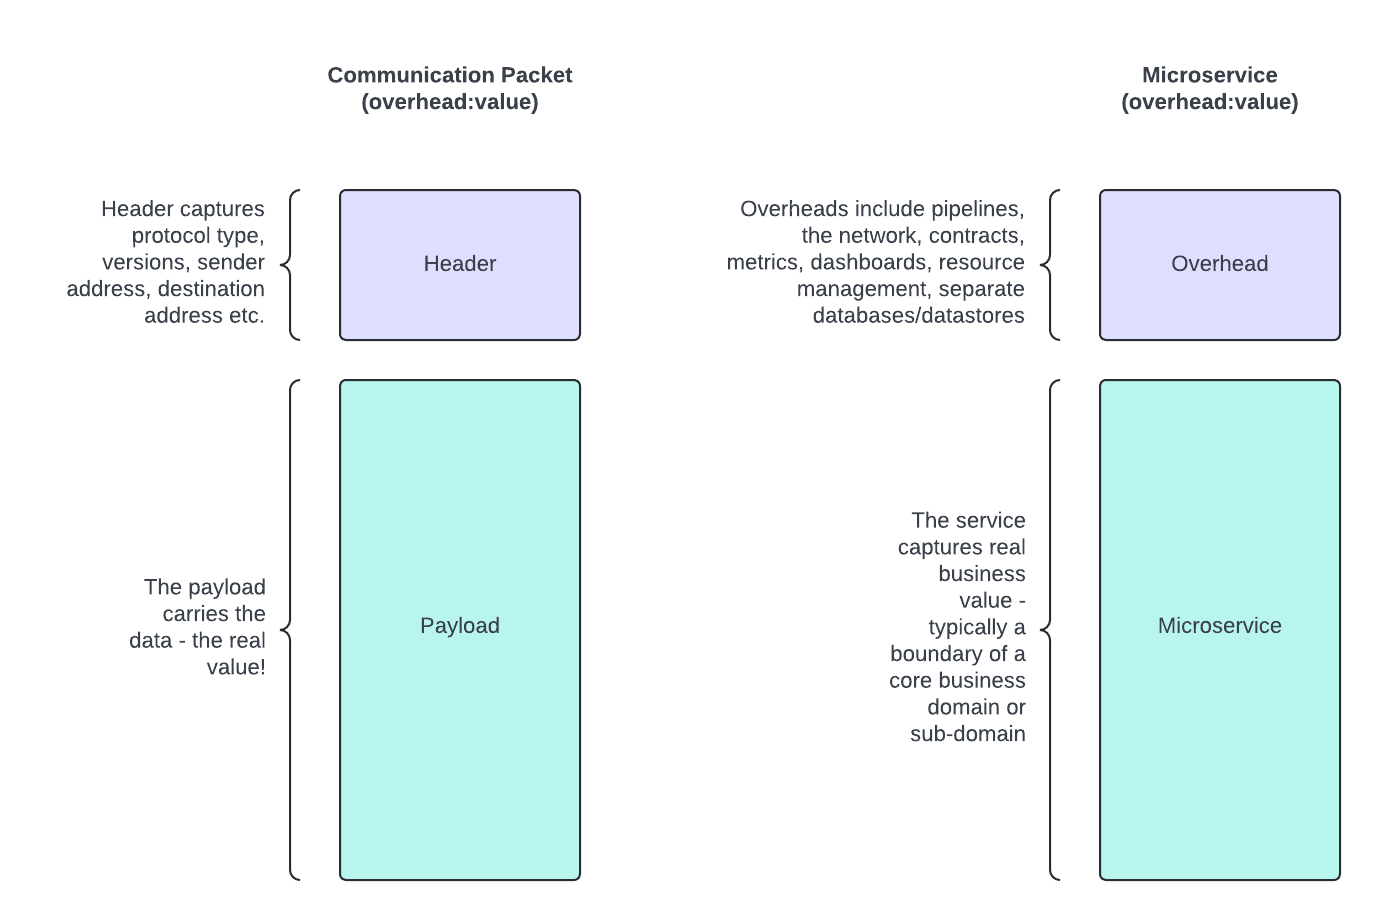 Communication Packet
(overhead:value)
Header captures
protocol type,
versions, sender
address, destination
address etc.
Header
The payload
carries the
data - the real
value!
Payload
Microservice
(overhead:value)
Overheads include pipelines,
the network, contracts,
metrics, dashboards, resource
management, separate
databases/datastores
Overhead
The service
captures real
business
value -
typically a
boundary of a
core business
domain or
sub-domain
Microservice